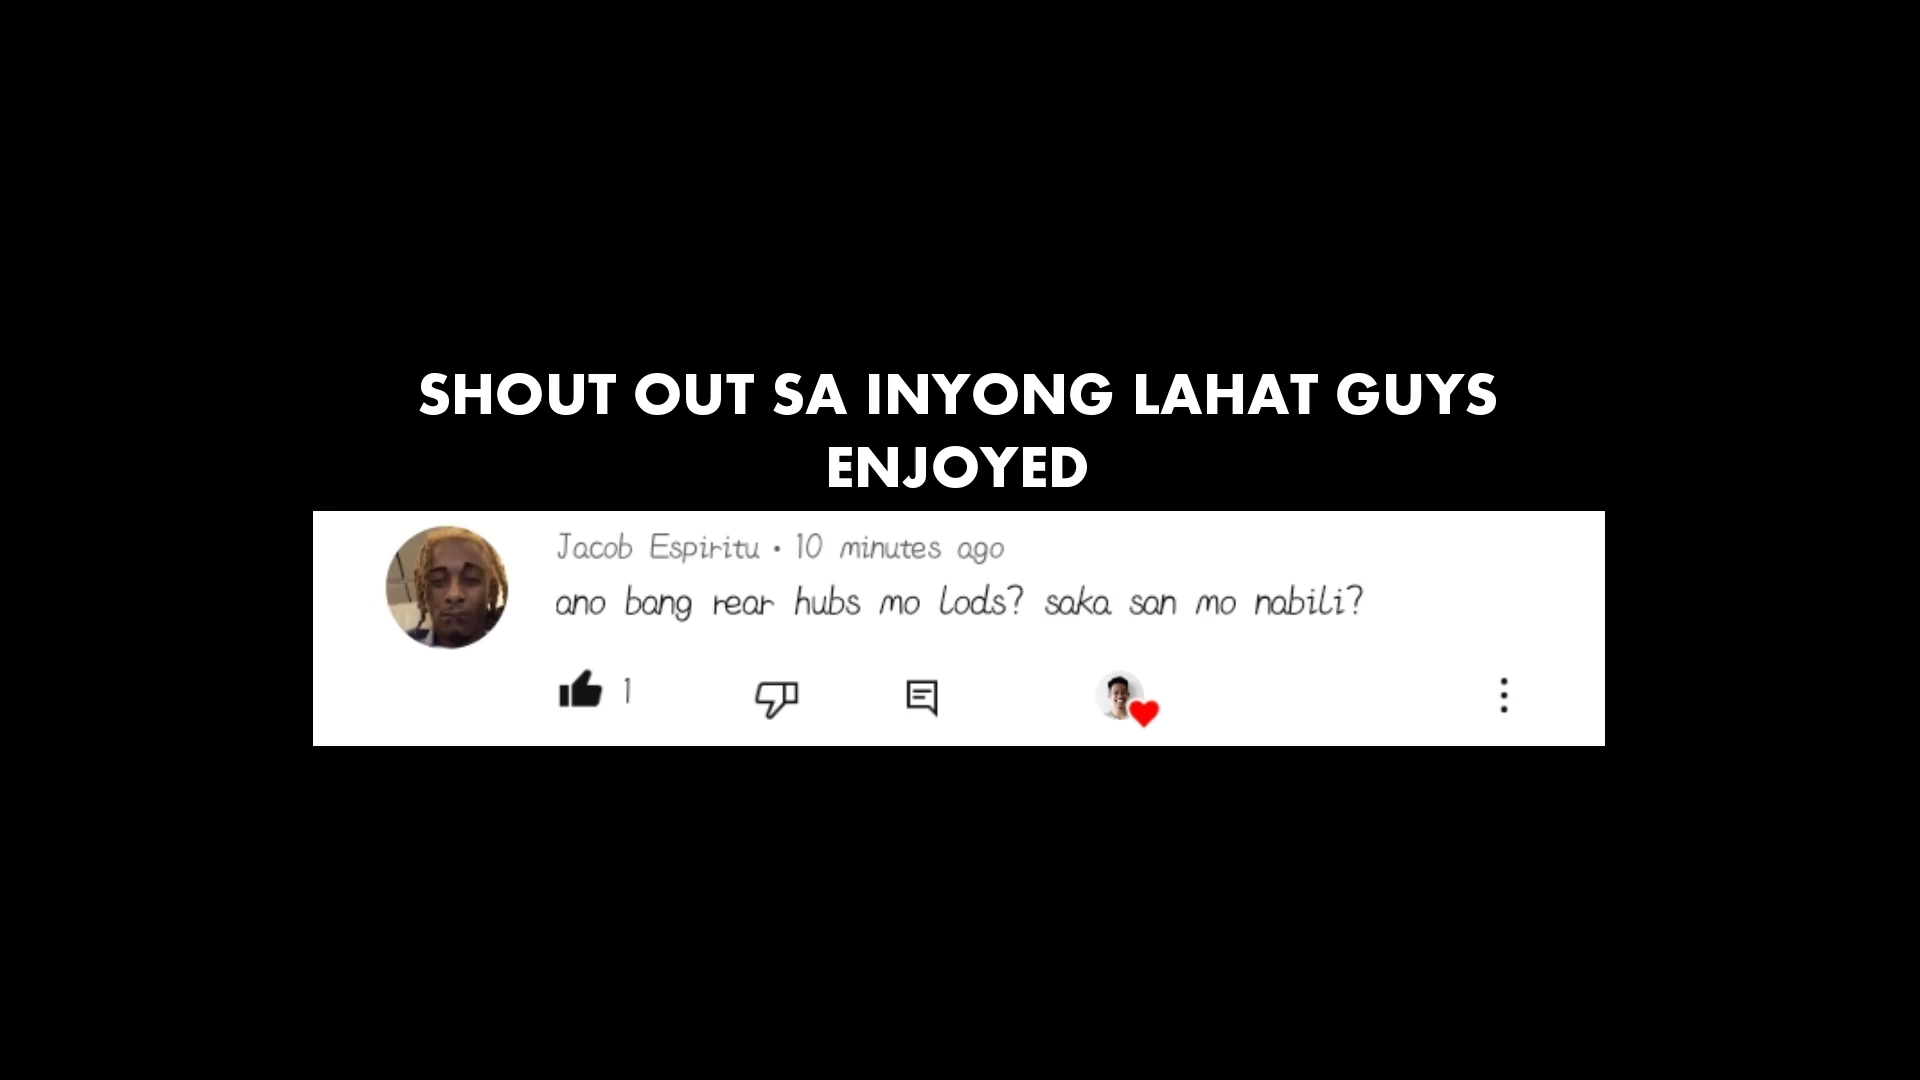 SHOUT OUT SA INYONG LAHAT GUYS
ENJOYED
Jacob Espiritu • 10 minutes ago
ano bang rear hubs mo lods? saka san mo nabili?
1